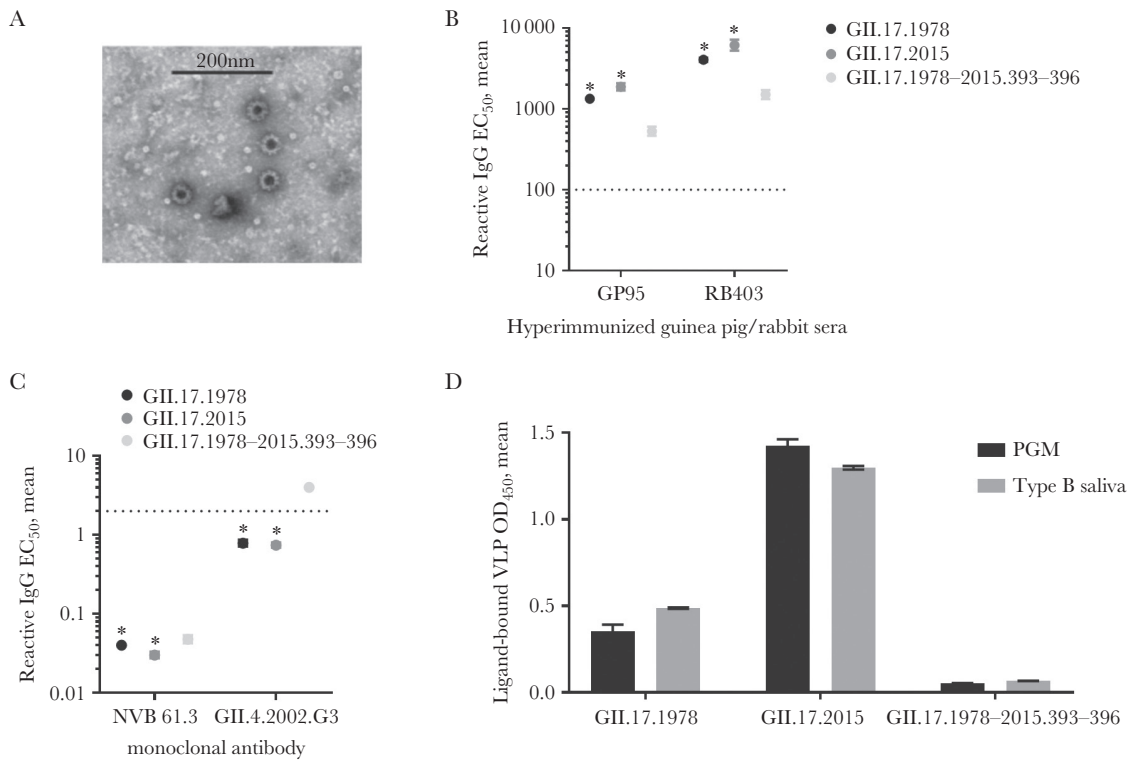 A
200nm
B
Reactive IgG EC50, mean
10 000
1000
100
10
* * * *
GP95 RB403
Hyperimmunized guinea pig/rabbit sera
GII.17.1978
GII.17.2015
GII.17.1978–2015.393–396
C
GII.17.1978
GII.17.2015
GII.17.1978–2015.393–396
Reactive IgG EC50, mean
10
1
0.1
0.01
* * * *
NVB 61.3 GII.4.2002.G3
monoclonal antibody
D
Ligand-bound VLP OD450, mean
1.5
1.0
0.5
0.0
PGM
Type B saliva
GII.17.1978 GII.17.2015 GII.17.1978–2015.393–396